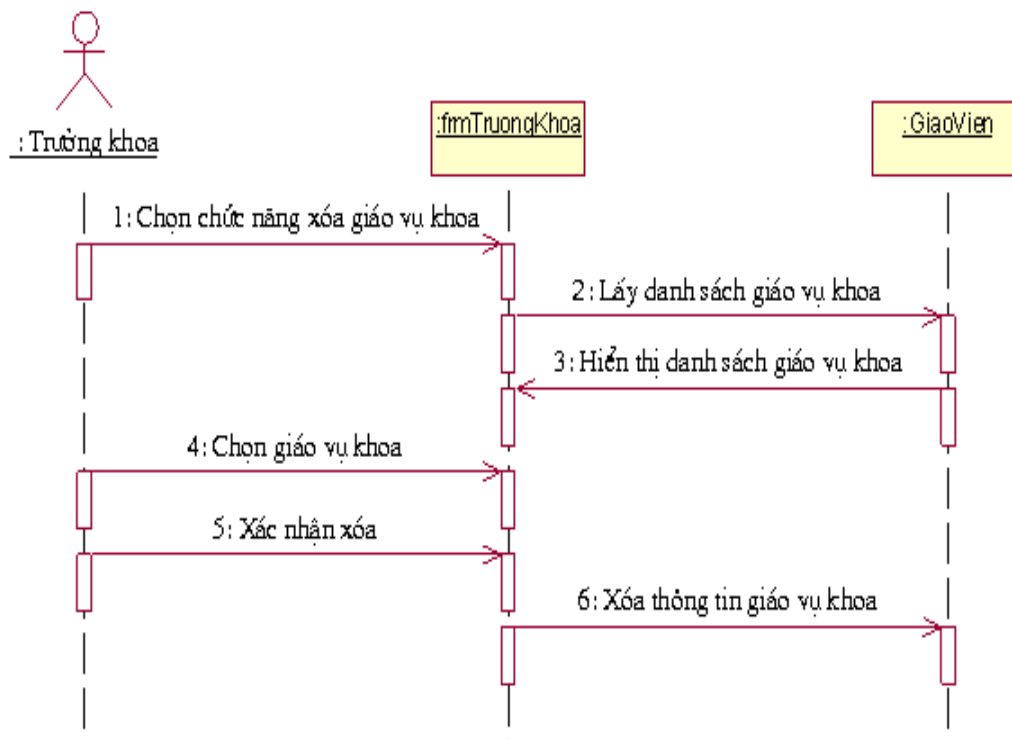 : Trưởng khoa
:frmTruongKhoa
:GiaoVien
1: Chọn chức năng xóa giáo vụ khoa
2: Lấy danh sách giáo vụ khoa
3: Hiển thị danh sách giáo vụ khoa
4: Chọn giáo vụ khoa
5: Xác nhận xóa
6: Xóa thông tin giáo vụ khoa